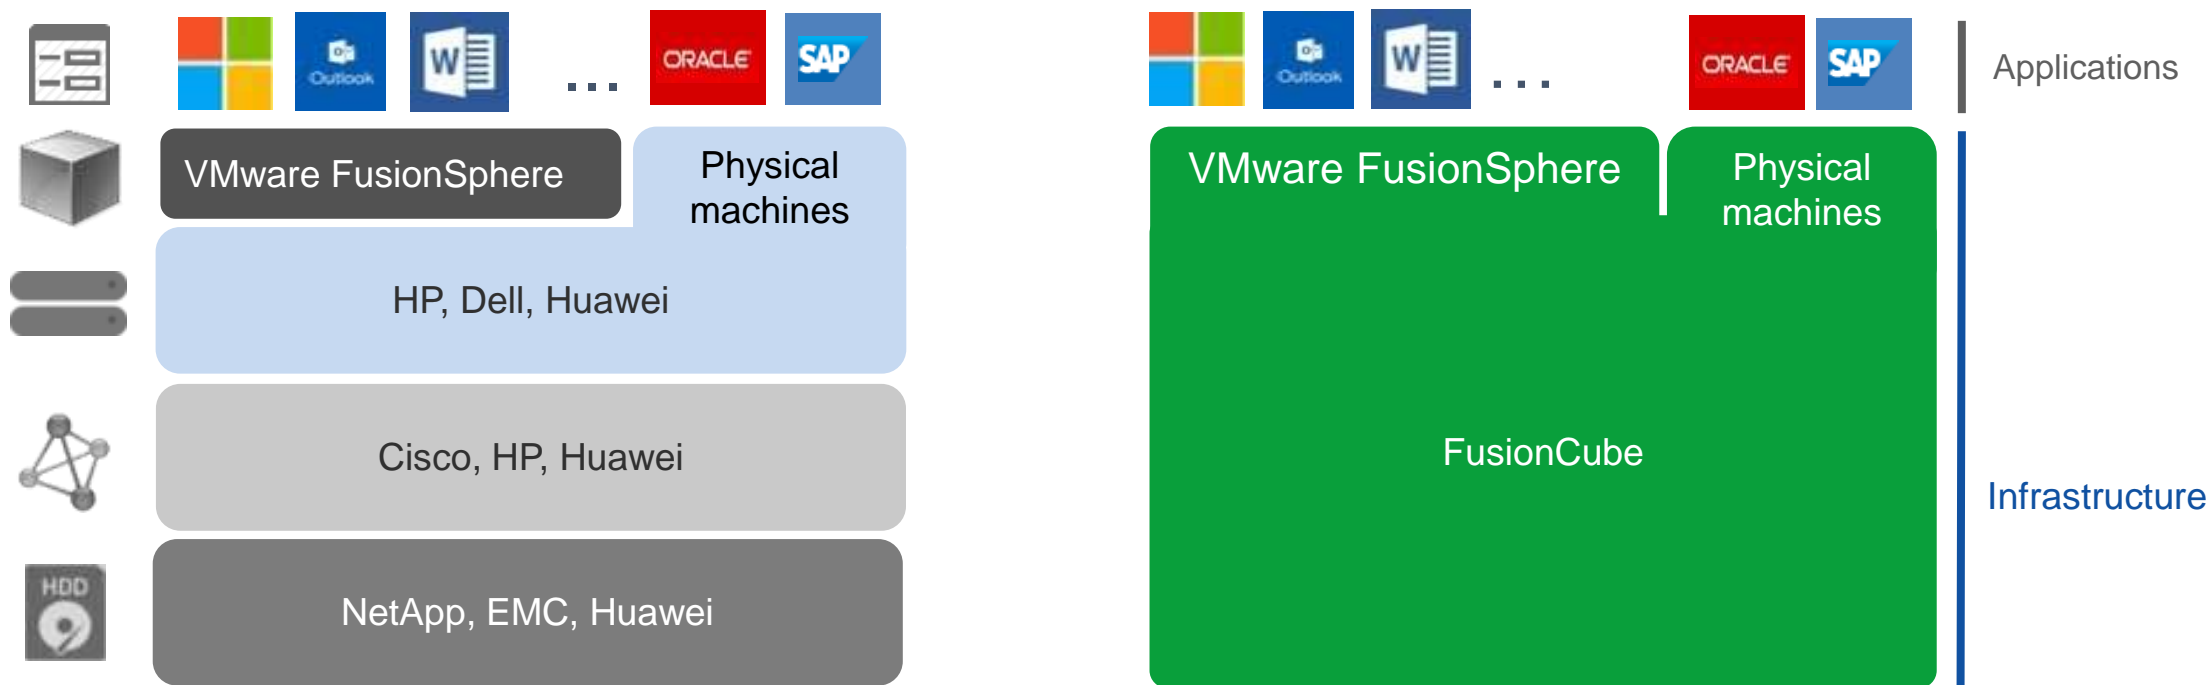 Outlook
W
...
ORACLE
SAP
Outlook
W
...
ORACLE
SAP
Applications
VMware FusionSphere
Physical
machines
VMware FusionSphere
Physical
machines
HP, Dell, Huawei
Cisco, HP, Huawei
FusionCube
Infrastructure
HDD
NetApp, EMC, Huawei